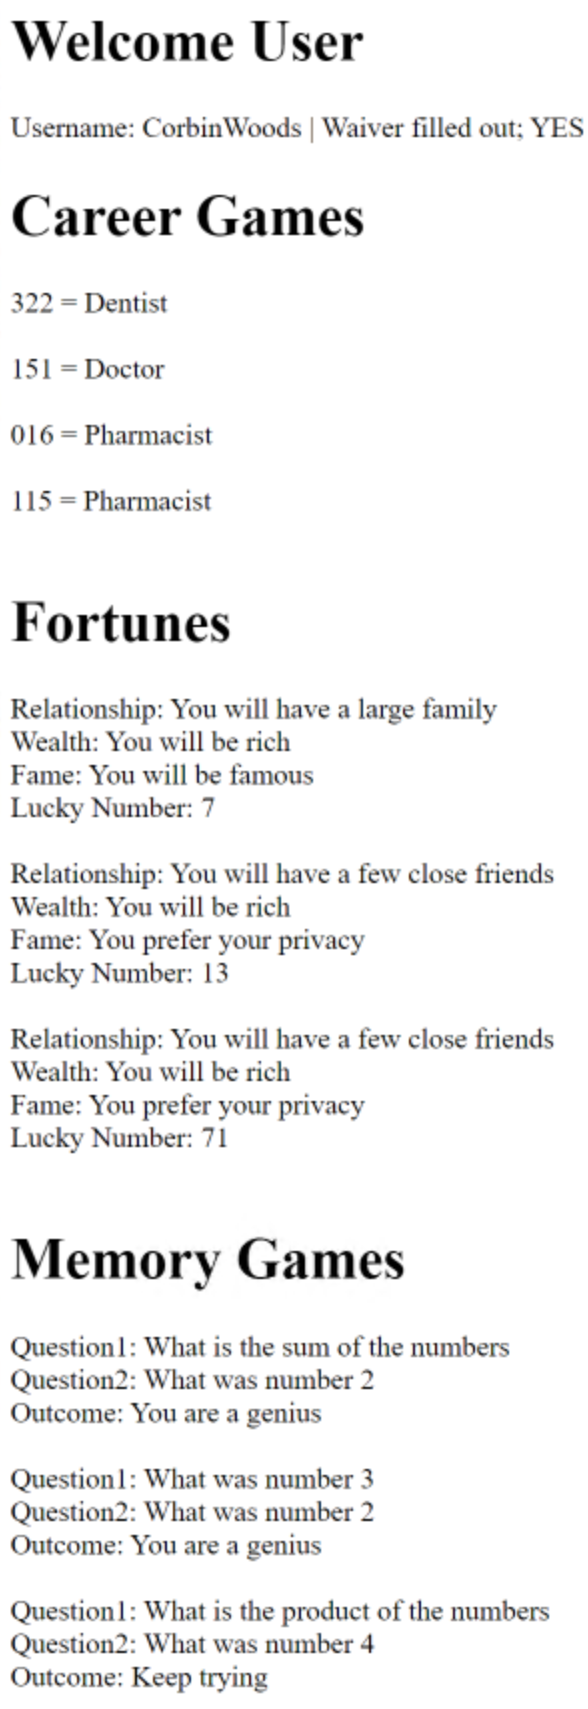 Welcome User
Username: CorbinWoods | Waiver filled out; YES
Career Games
322 = Dentist
151 = Doctor
016 = Pharmacist
115 = Pharmacist
Fortunes
Relationship: You will have a large family
Wealth: You will be rich
Fame: You will be famous
Lucky Number: 7
Relationship: You will have a few close friends
Wealth: You will be rich
Fame: You prefer your privacy
Lucky Number: 13
Relationship: You will have a few close friends
Wealth: You will be rich
Fame: You prefer your privacy
Lucky Number: 71
Memory Games
Question1: What is the sum of the numbers
Question2: What was number 2
Outcome: You are a genius
Question1: What was number 3
Question2: What was number 2
Outcome: You are a genius
Question1: What is the product of the numbers
Question2: What was number 4
Outcome: Keep trying